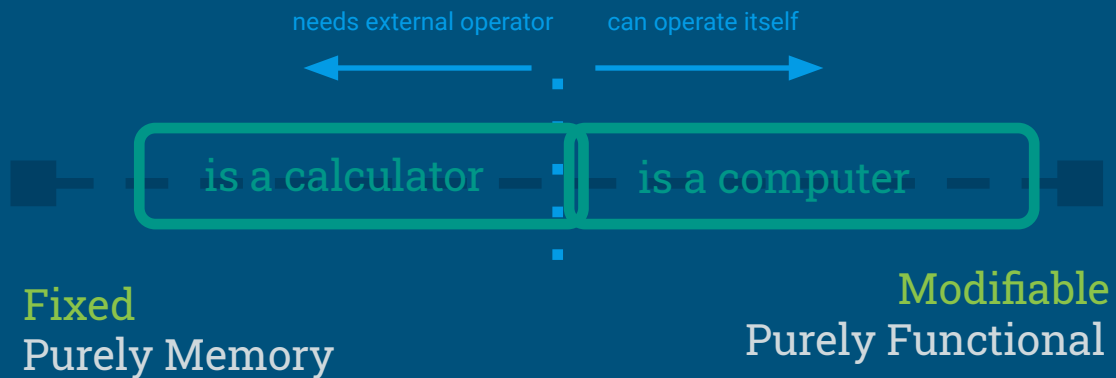 needs external operator
can operate itself
is a calculator
is a computer
Fixed
Purely Memory
Modifiable
Purely Functional